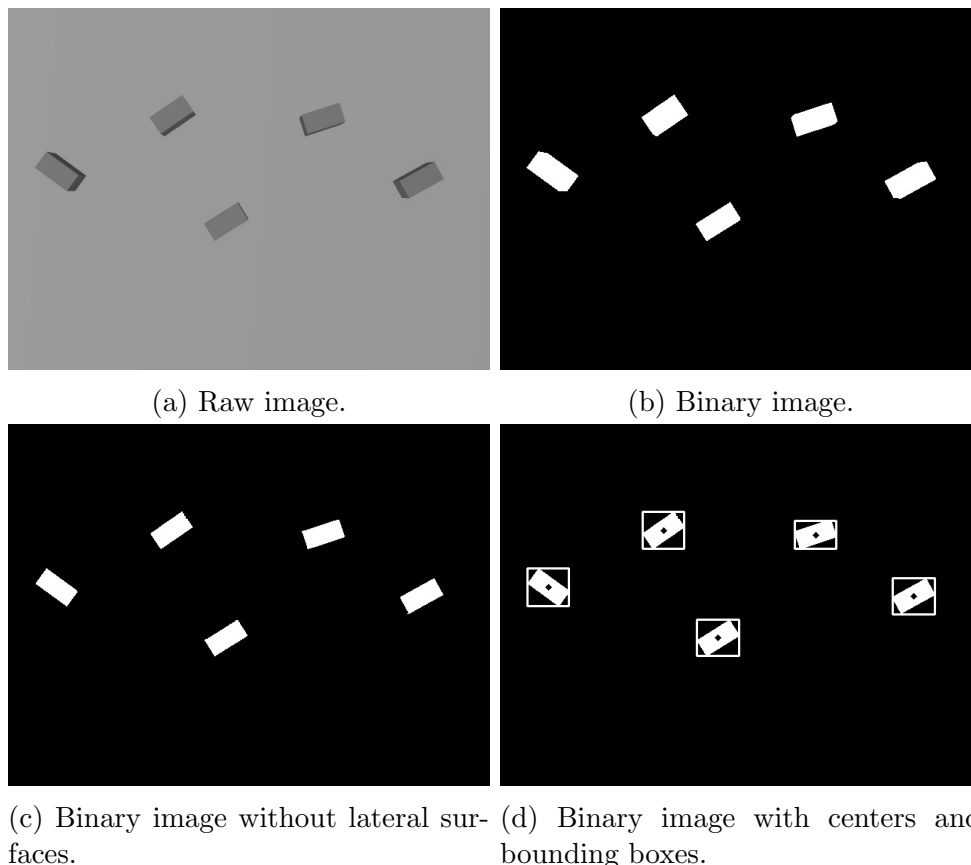 (a) Raw image.
(b) Binary image.
(c) Binary image without lateral sur-
faces.
(d) Binary image with centers and
bounding boxes.